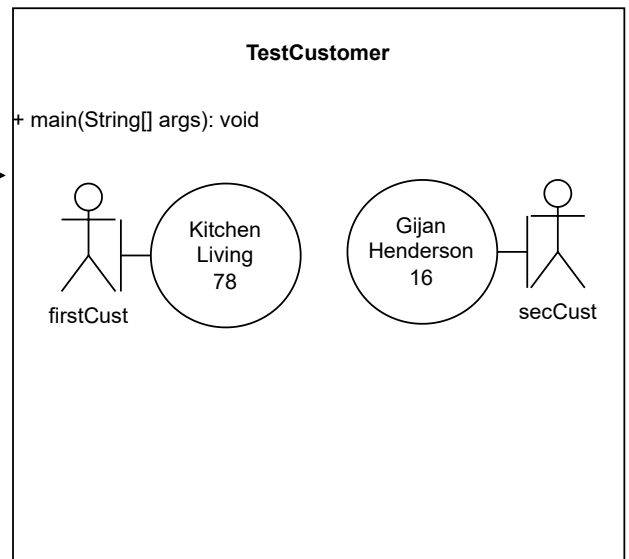 TestCustomer
+ main(String[] args): void
Kitchen
Living
78
Gijan
Henderson
16
firstCust
secCust